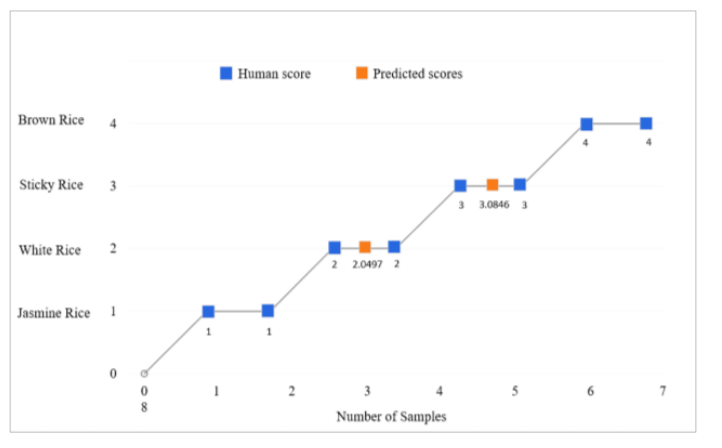 Human score Predicted scores
Brown Rice 4
4 4
Sticky Rice 3
3 3.0846 3
White Rice 2
2 2.0497 2
Jasmine Rice 1
1 1
0
0 1 2 3 4 5 6 7
8
Number of Samples